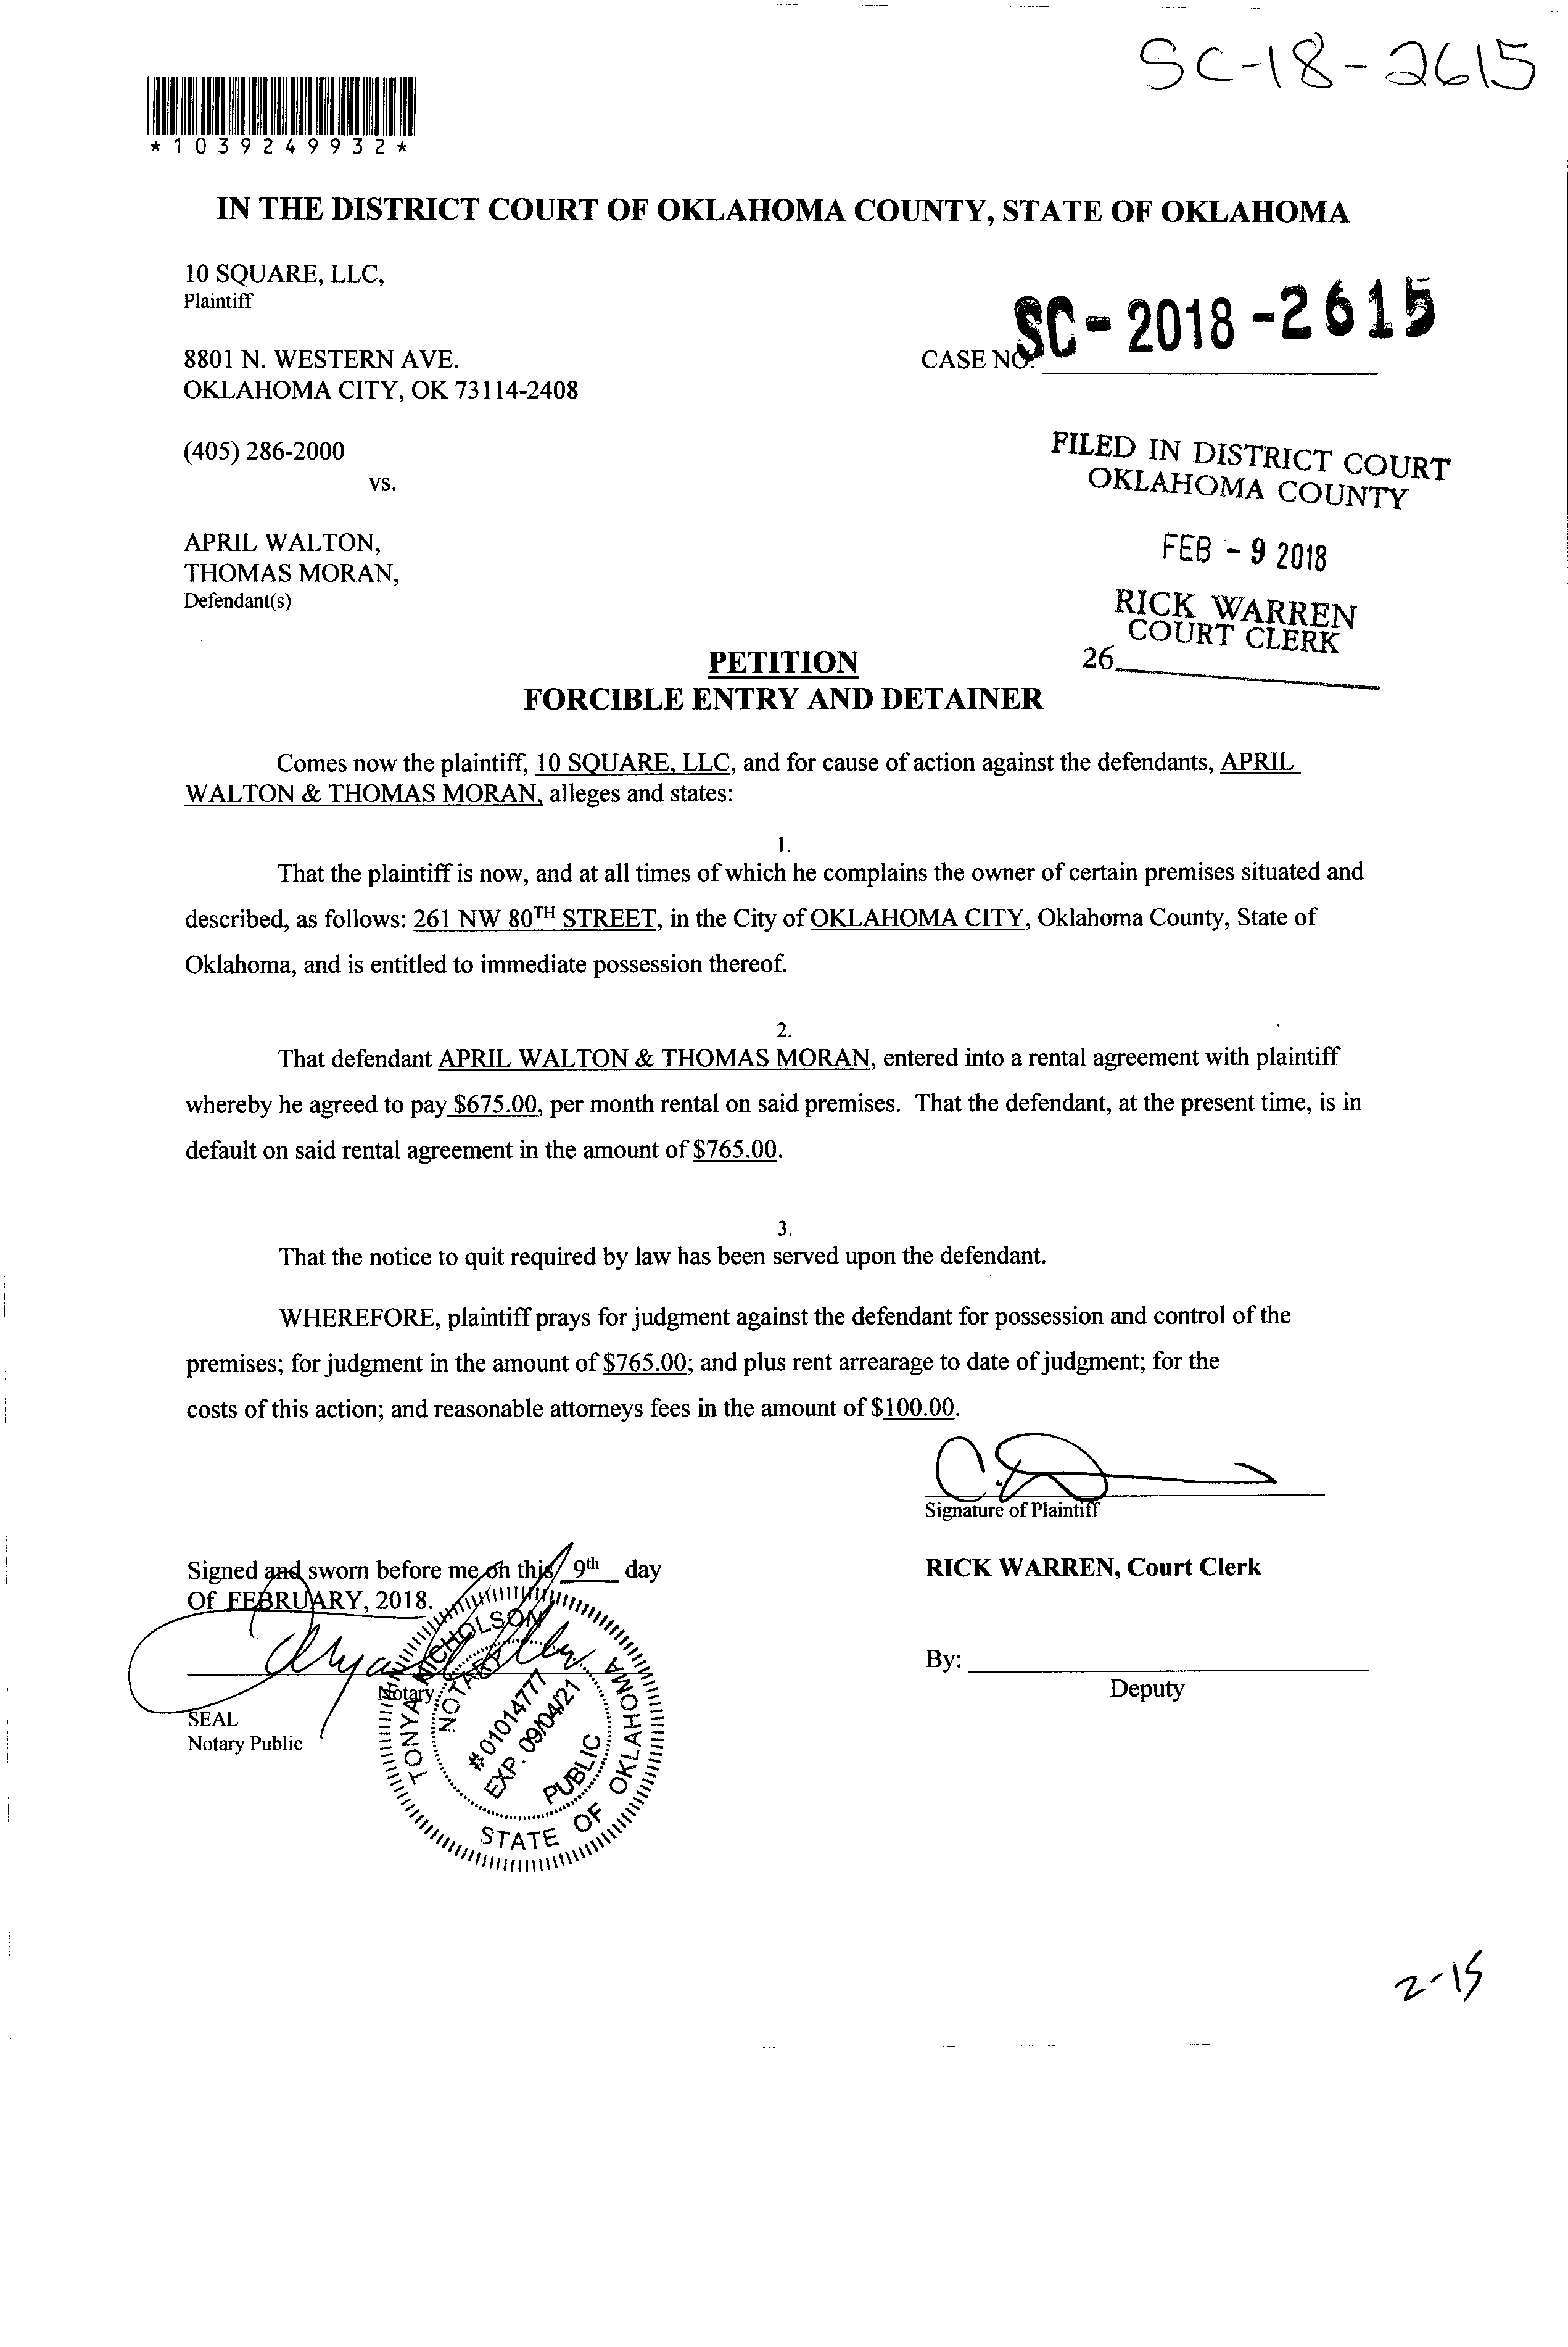 SC-18-2615
*1039249932*
IN THE DISTRICT COURT OF OKLAHOMA COUNTY, STATE OF OKLAHOMA
10 SQUARE, LLC,
Plaintiff
8801 N. WESTERN AVE.
OKLAHOMA CITY, OK 73114-2408
(405) 286-2000
vs.
APRIL WALTON,
THOMAS MORAN,
Defendant(s)
CASE NO. SC-2018-2615
FILED IN DISTRICT COURT
OKLAHOMA COUNTY
FEB - 9 2018
RICK WARREN
COURT CLERK
26
PETITION
FORCIBLE ENTRY AND DETAINER
Comes now the plaintiff, 10 SQUARE, LLC, and for cause of action against the defendants, APRIL
WALTON & THOMAS MORAN, alleges and states:
1.
That the plaintiff is now, and at all times of which he complains the owner of certain premises situated and
described, as follows: 261 NW 80TH STREET, in the City of OKLAHOMA CITY, Oklahoma County, State of
Oklahoma, and is entitled to immediate possession thereof.
2.
That defendant APRIL WALTON & THOMAS MORAN, entered into a rental agreement with plaintiff
whereby he agreed to pay $675.00, per month rental on said premises. That the defendant, at the present time, is in
default on said rental agreement in the amount of $765.00.
3.
That the notice to quit required by law has been served upon the defendant.
WHEREFORE, plaintiff prays for judgment against the defendant for possession and control of the
premises; for judgment in the amount of $765.00; and plus rent arrearage to date of judgment; for the
costs of this action; and reasonable attorneys fees in the amount of $100.00.
Signature of Plaintiff
Signed and sworn before me on this 9th day
Of FEBRUARY, 2018.
Notary
SEAL
Notary Public
TONYA NICHOLSON
NOTARY PUBLIC
#01014777
EXP. 09/04/21
STATE OF OKLAHOMA
RICK WARREN, Court Clerk
By:
Deputy
2-15